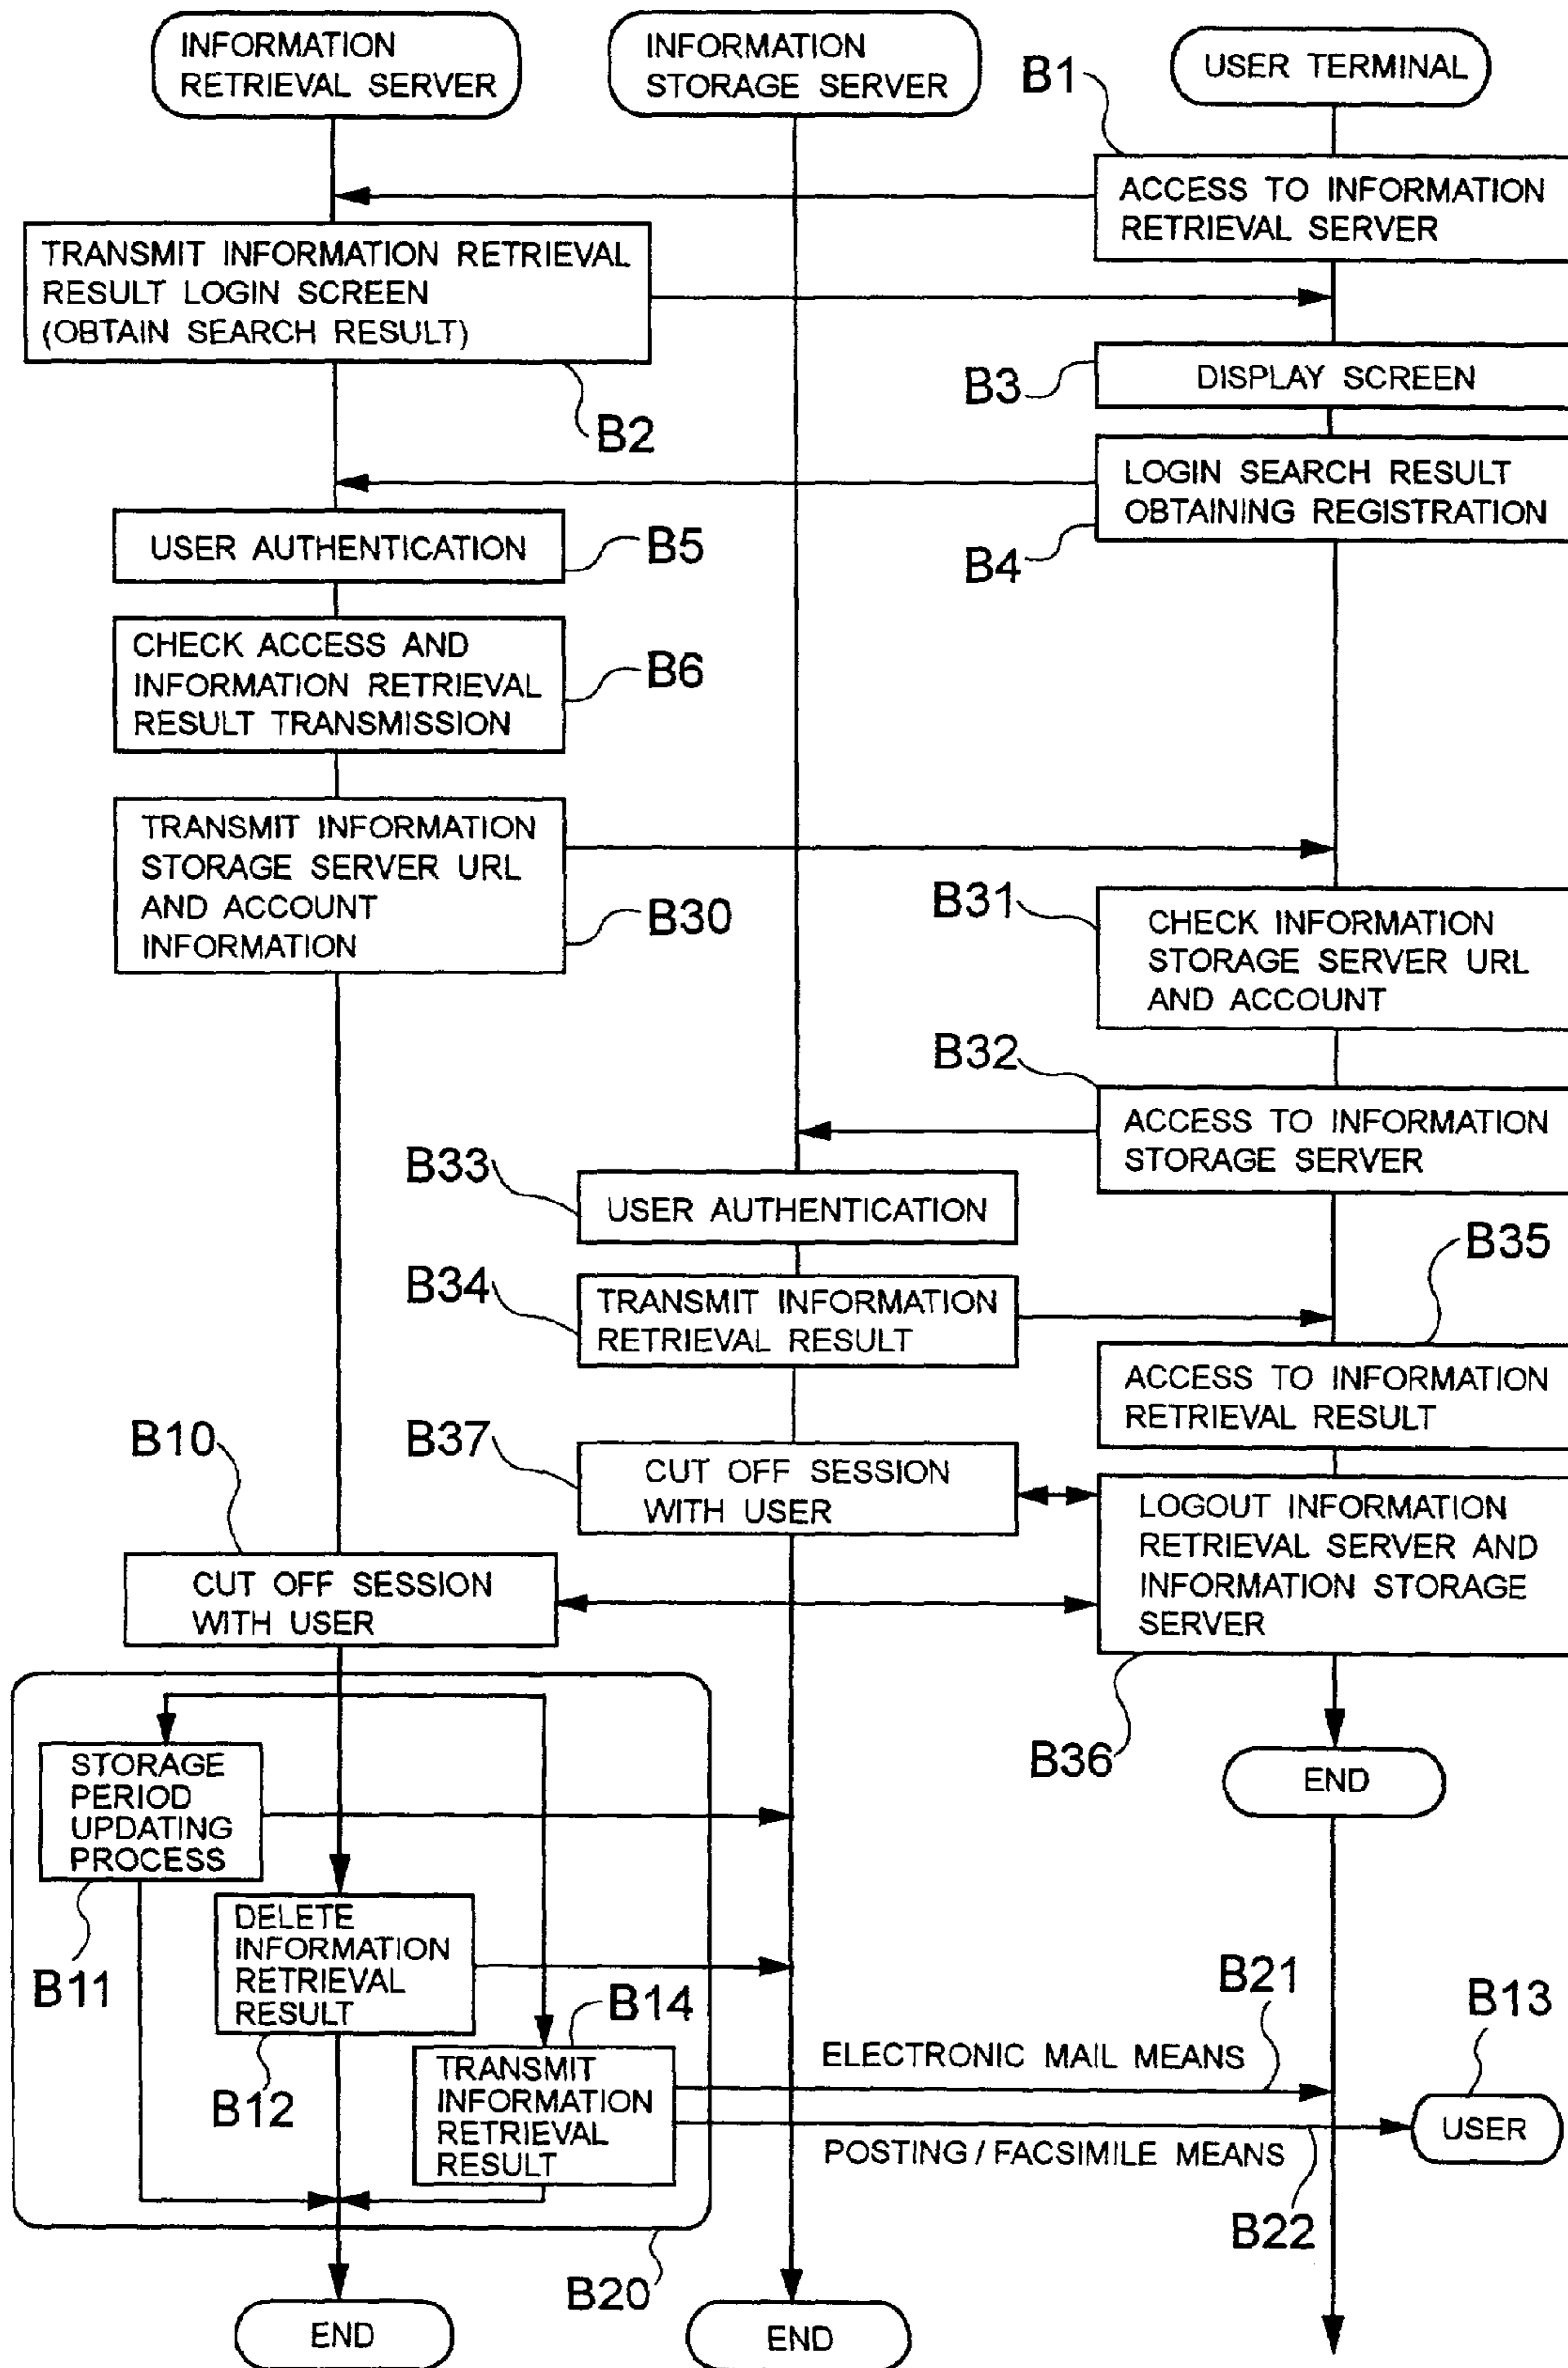 INFORMATION
RETRIEVAL SERVER
INFORMATION
STORAGE SERVER
USER TERMINAL
B1
ACCESS TO INFORMATION
RETRIEVAL SERVER
TRANSMIT INFORMATION RETRIEVAL
RESULT LOGIN SCREEN
(OBTAIN SEARCH RESULT)
B2
B3
DISPLAY SCREEN
LOGIN SEARCH RESULT
OBTAINING REGISTRATION
B4
USER AUTHENTICATION
B5
CHECK ACCESS AND
INFORMATION RETRIEVAL
RESULT TRANSMISSION
B6
TRANSMIT INFORMATION
STORAGE SERVER URL
AND ACCOUNT
INFORMATION
B30
B31
CHECK INFORMATION
STORAGE SERVER URL
AND ACCOUNT
B32
ACCESS TO INFORMATION
STORAGE SERVER
B33
USER AUTHENTICATION
B34
TRANSMIT INFORMATION
RETRIEVAL RESULT
B35
ACCESS TO INFORMATION
RETRIEVAL RESULT
B10
B37
CUT OFF SESSION
WITH USER
LOGOUT INFORMATION
RETRIEVAL SERVER AND
INFORMATION STORAGE
SERVER
CUT OFF SESSION
WITH USER
B36
END
STORAGE
PERIOD
UPDATING
PROCESS
B11
DELETE
INFORMATION
RETRIEVAL
RESULT
B12
B14
TRANSMIT
INFORMATION
RETRIEVAL
RESULT
B21
B13
ELECTRONIC MAIL MEANS
USER
POSTING / FACSIMILE MEANS
B22
B20
END
END